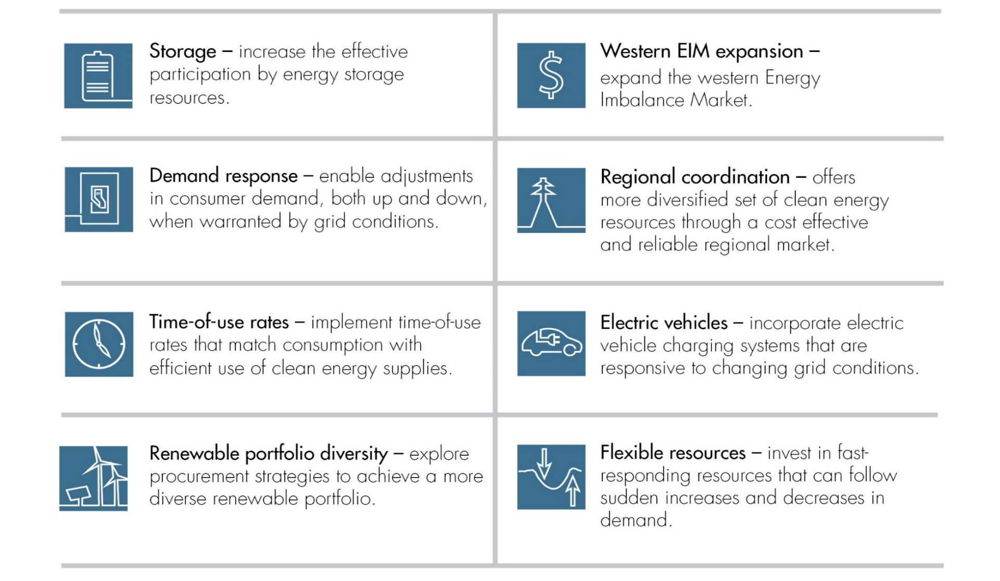 Storage – increase the effective
participation by energy storage
resources.
Western EIM expansion –
expand the western Energy
Imbalance Market.
Demand response – enable adjustments
in consumer demand, both up and down,
when warranted by grid conditions.
Regional coordination – offers
more diversified set of clean energy
resources through a cost effective
and reliable regional market.
Time-of-use rates – implement time-of-use
rates that match consumption with
efficient use of clean energy supplies.
Electric vehicles – incorporate electric
vehicle charging systems that are
responsive to changing grid conditions.
Renewable portfolio diversity – explore
procurement strategies to achieve a more
diverse renewable portfolio.
Flexible resources – invest in fast-
responding resources that can follow
sudden increases and decreases in
demand.